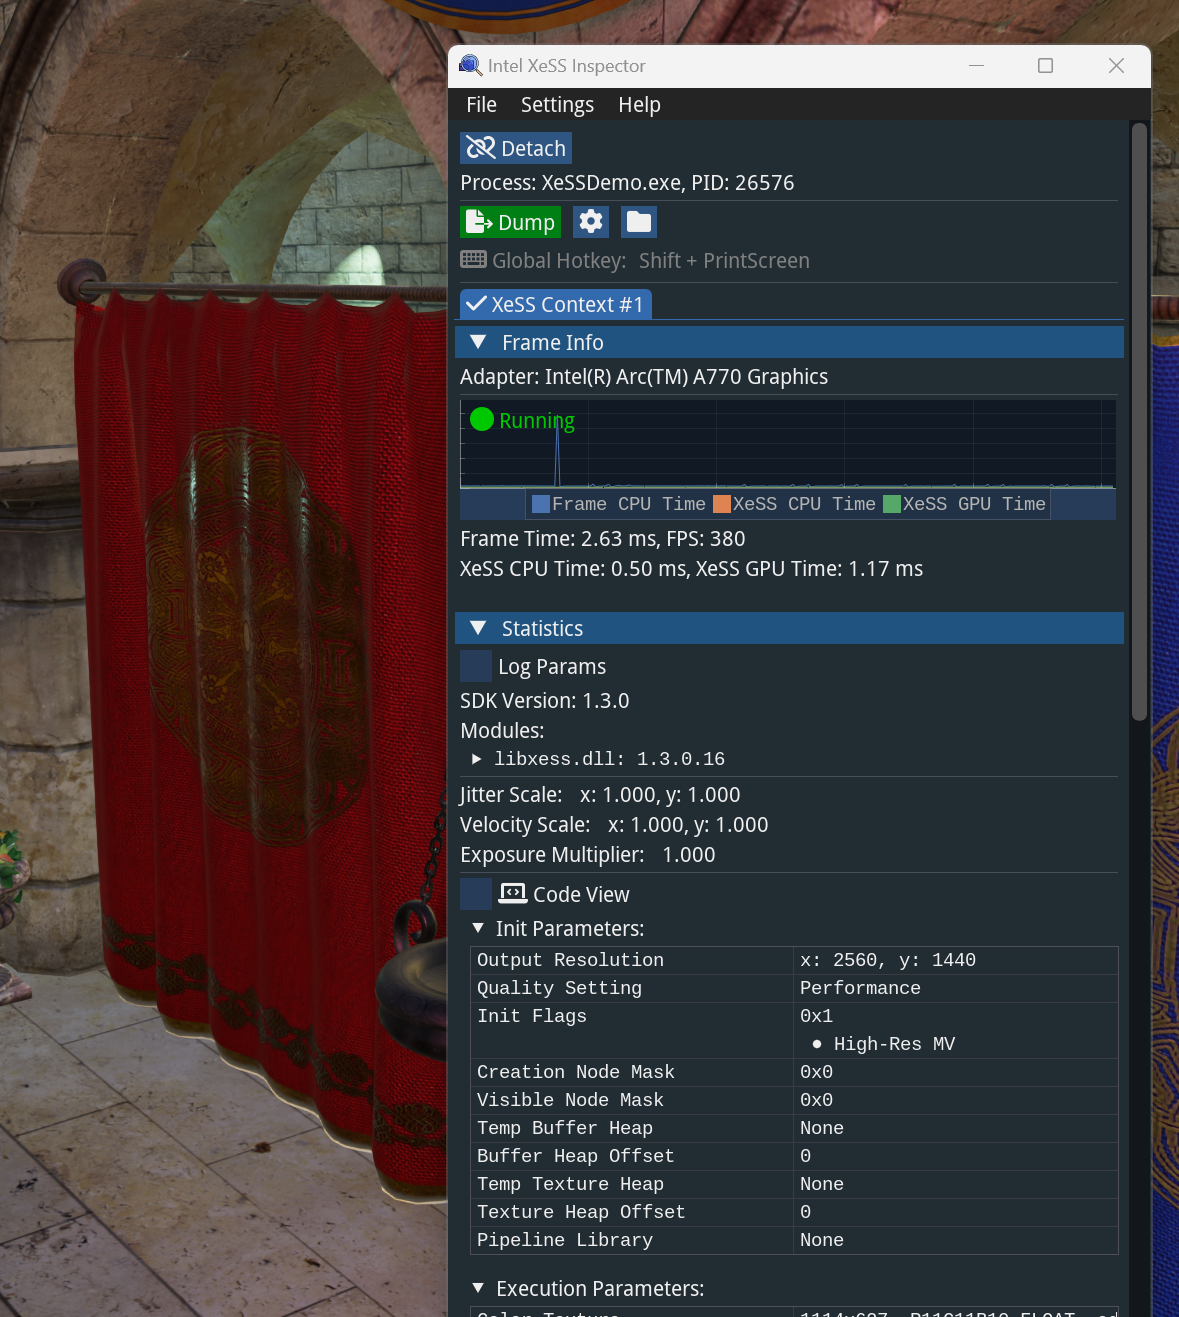 Intel XeSS Inspector
File Settings Help
Detach
Process: XeSSDemo.exe, PID: 26576
Dump
Global Hotkey: Shift + PrintScreen
XeSS Context #1
Frame Info
Adapter: Intel(R) Arc(TM) A770 Graphics
Running
Frame CPU Time XeSS CPU Time XeSS GPU Time
Frame Time: 2.63 ms, FPS: 380
XeSS CPU Time: 0.50 ms, XeSS GPU Time: 1.17 ms
Statistics
Log Params
SDK Version: 1.3.0
Modules:
libxess.dll: 1.3.0.16
Jitter Scale: x: 1.000, y: 1.000
Velocity Scale: x: 1.000, y: 1.000
Exposure Multiplier: 1.000
Code View
Init Parameters:
Output Resolution x: 2560, y: 1440
Quality Setting Performance
Init Flags 0x1
• High-Res MV
Creation Node Mask 0x0
Visible Node Mask 0x0
Temp Buffer Heap None
Buffer Heap Offset 0
Temp Texture Heap None
Texture Heap Offset 0
Pipeline Library None
Execution Parameters: